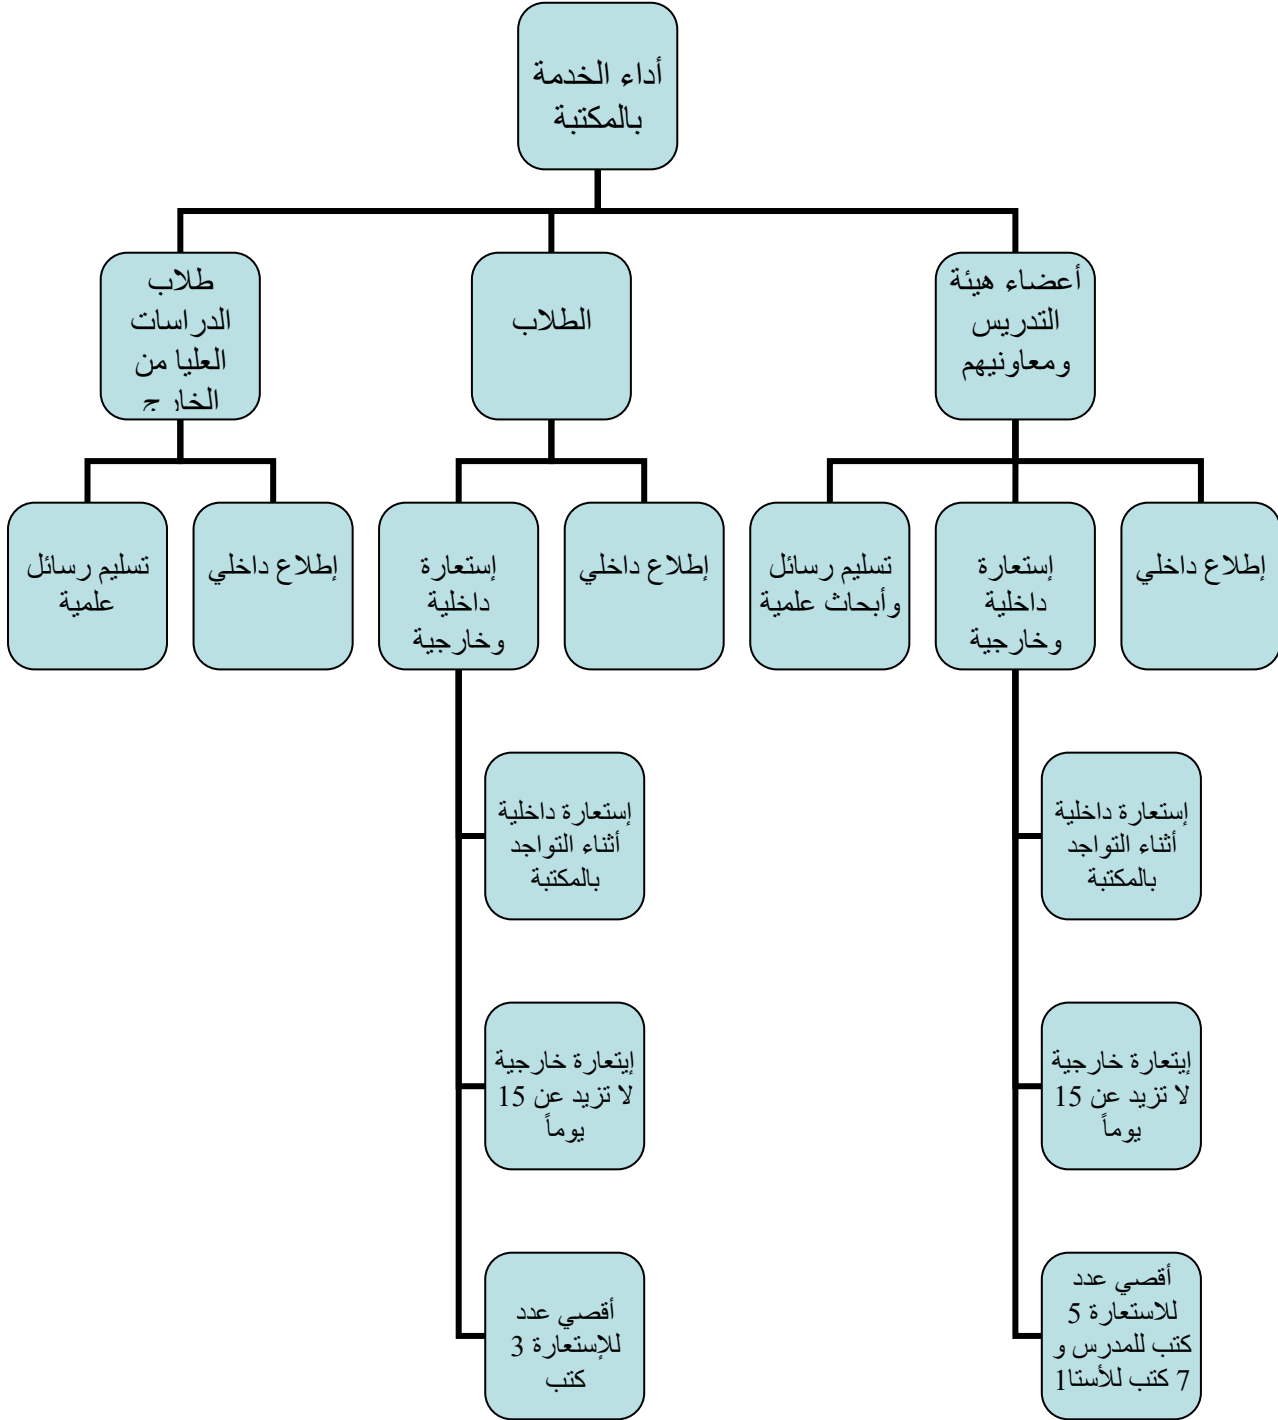 أداء الخدمة
بالمكتبة
أعضاء هيئة
التدريس
ومعاونيهم
الطلاب
طلاب
الدراسات
العليا من
الخارج
إطلاع داخلي
إستعارة
داخلية
وخارجية
تسليم رسائل
وأبحاث علمية
إطلاع داخلي
إستعارة
داخلية
وخارجية
إطلاع داخلي
تسليم رسائل
علمية
إستعارة داخلية
أثناء التواجد
بالمكتبة
إستعارة داخلية
أثناء التواجد
بالمكتبة
إيتعارة خارجية
لا تزيد عن 15
يوماً
إيتعارة خارجية
لا تزيد عن 15
يوماً
أقصي عدد
للاستعارة 5
كتب للمدرس و
7 كتب للأستا1
أقصي عدد
للإستعارة 3
كتب